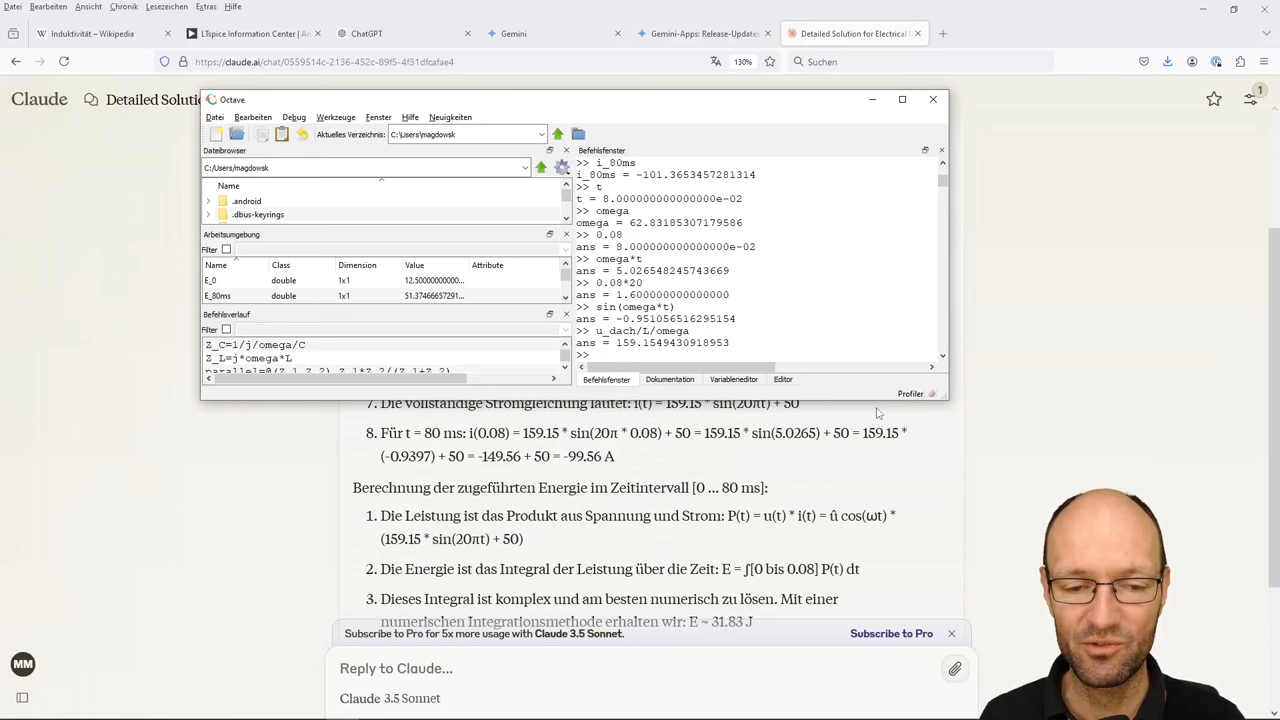 Datei Bearbeiten Ansicht Chronik Lesezeichen Extras Hilfe
Induktivität – Wikipedia
LTspice Information Center | An
ChatGPT
Gemini
Gemini-Apps: Release-Updates
Detailed Solution for Electrical
https://claude.ai/chat/0559514c-2136-452c-89f5-4f31dfcafae4
130%
Suchen
Claude
Detailed Soluti
1
Octave
Datei Bearbeiten Debug Werkzeuge Fenster Hilfe Neuigkeiten
Aktuelles Verzeichnis: C:\Users\magdowsk
Dateibrowser
C:/Users/magdowsk
Name
.android
.dbus-keyrings
Arbeitsumgebung
Filter
Name Class Dimension Value Attribute
E_0 double 1x1 12.50000000000...
E_80ms double 1x1 51.37466657291...
Befehlsverlauf
Filter
Z_C=1/j/omega/C
Z_L=j*omega*L
Befehlsfenster
>> i_80ms
i_80ms = -101.3653457281314
>> t
t = 8.000000000000000e-02
>> omega
omega = 62.83185307179586
>> 0.08
ans = 8.000000000000000e-02
>> omega*t
ans = 5.026548245743669
>> 0.08*20
ans = 1.600000000000000
>> sin(omega*t)
ans = -0.951056516295154
>> u_dach/L/omega
ans = 159.1549430918953
>>
Befehlsfenster Dokumentation Variableneditor Editor
Profiler
7. Die vollständige Stromgleichung lautet: i(t) = 159.15 * sin(20πt) + 50
8. Für t = 80 ms: i(0.08) = 159.15 * sin(20π * 0.08) + 50 = 159.15 * sin(5.0265) + 50 = 159.15 *
(-0.9397) + 50 = -149.56 + 50 = -99.56 A
Berechnung der zugeführten Energie im Zeitintervall [0 ... 80 ms]:
1. Die Leistung ist das Produkt aus Spannung und Strom: P(t) = u(t) * i(t) = û cos(ωt) *
(159.15 * sin(20πt) + 50)
2. Die Energie ist das Integral der Leistung über die Zeit: E = ∫[0 bis 0.08] P(t) dt
3. Dieses Integral ist komplex und am besten numerisch zu lösen. Mit einer
numerischen Integrationsmethode erhalten wir: E ≈ 31.83 J
Subscribe to Pro for 5x more usage with Claude 3.5 Sonnet.
Subscribe to Pro
Reply to Claude...
Claude 3.5 Sonnet
MM